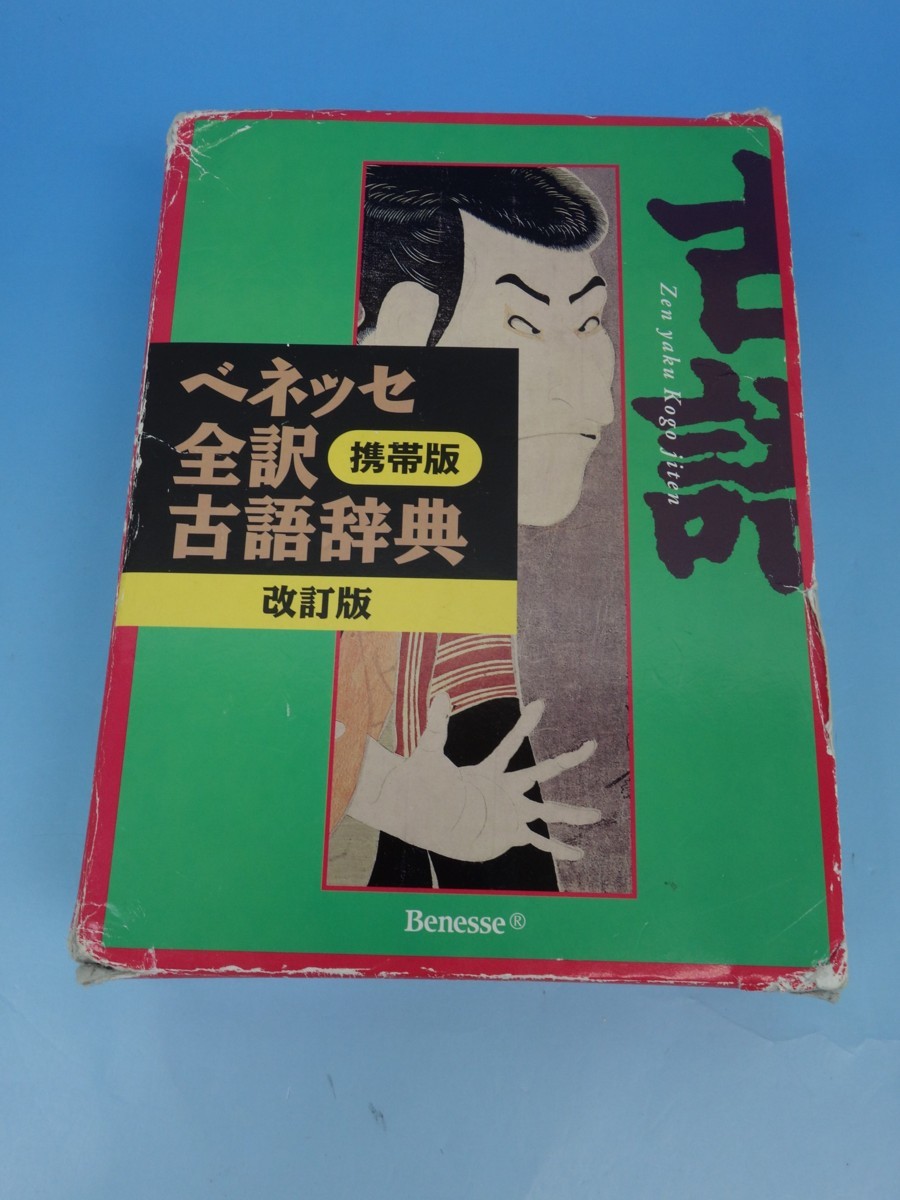 古語
Zen yaku Kogo jiten
ベネッセ
全訳 携帯版
古語辞典
改訂版
Benesse®